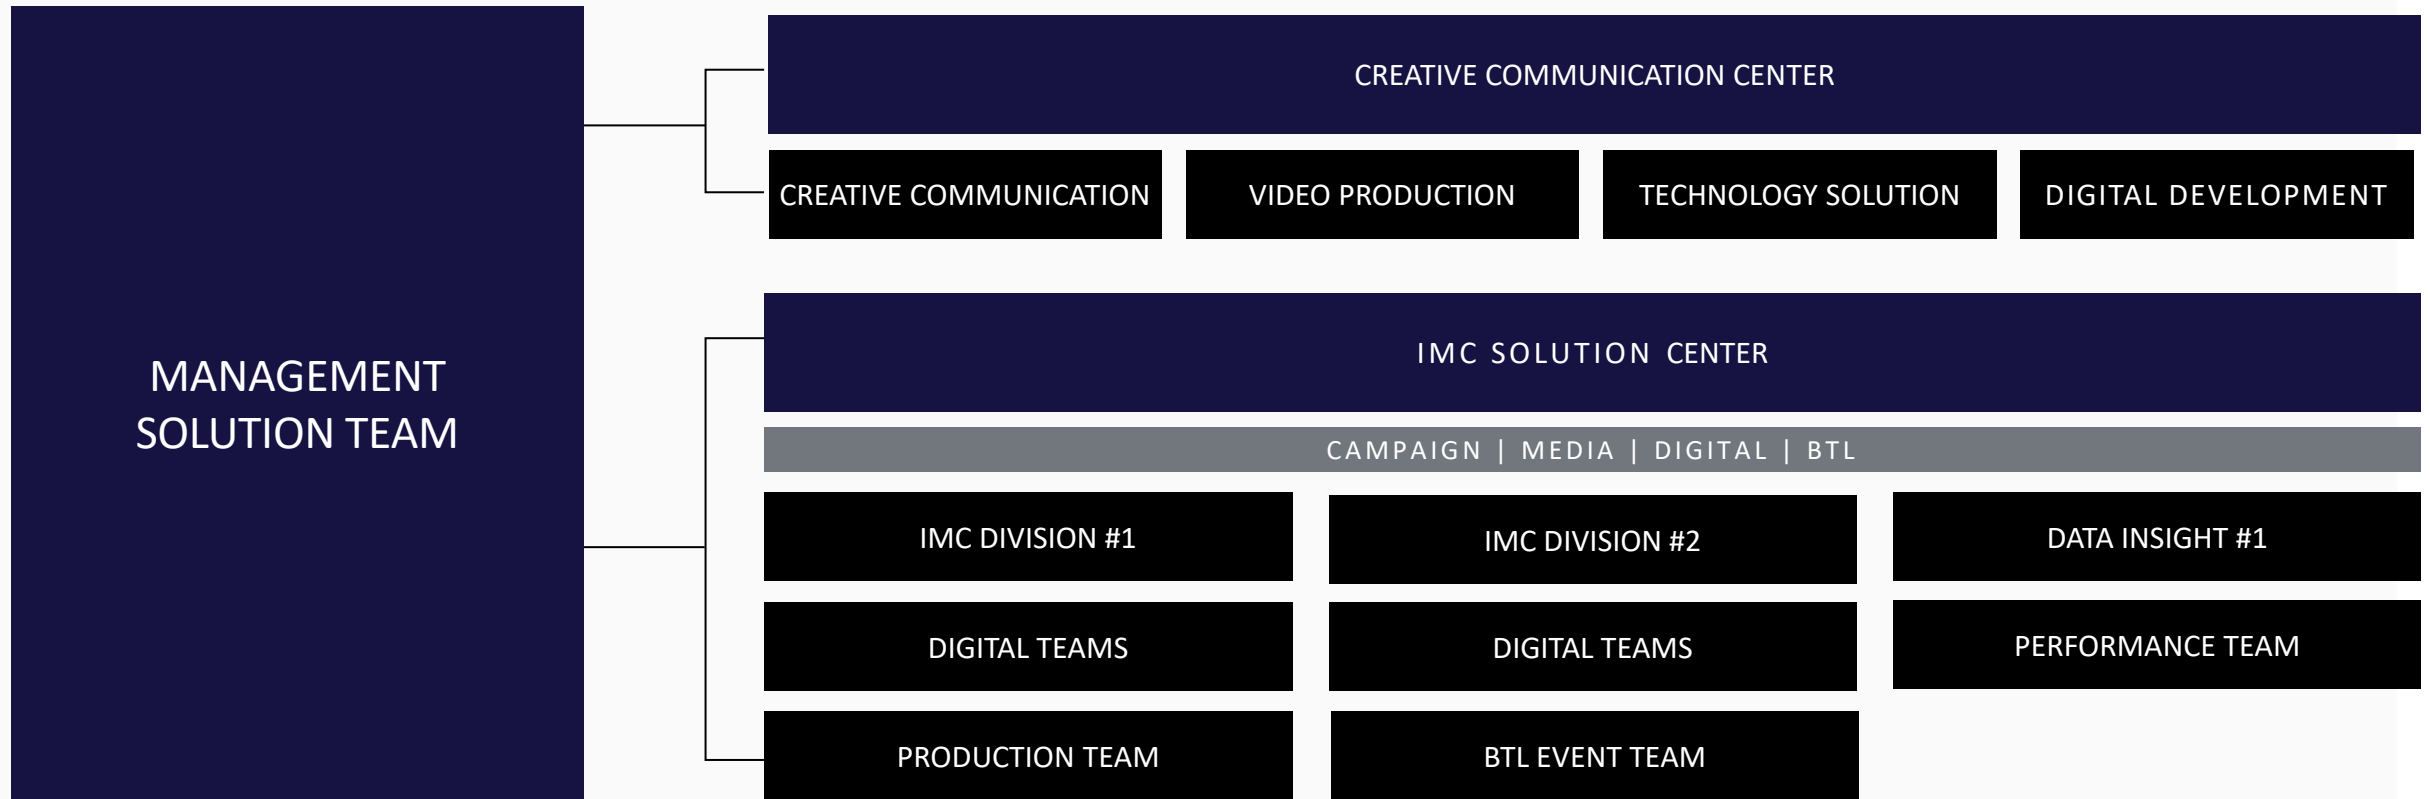 MANAGEMENT
SOLUTION TEAM
CREATIVE COMMUNICATION CENTER
CREATIVE COMMUNICATION
VIDEO PRODUCTION
TECHNOLOGY SOLUTION
DIGITAL DEVELOPMENT
IMC SOLUTION CENTER
CAMPAIGN | MEDIA | DIGITAL | BTL
IMC DIVISION #1
IMC DIVISION #2
DATA INSIGHT #1
DIGITAL TEAMS
DIGITAL TEAMS
PERFORMANCE TEAM
PRODUCTION TEAM
BTL EVENT TEAM